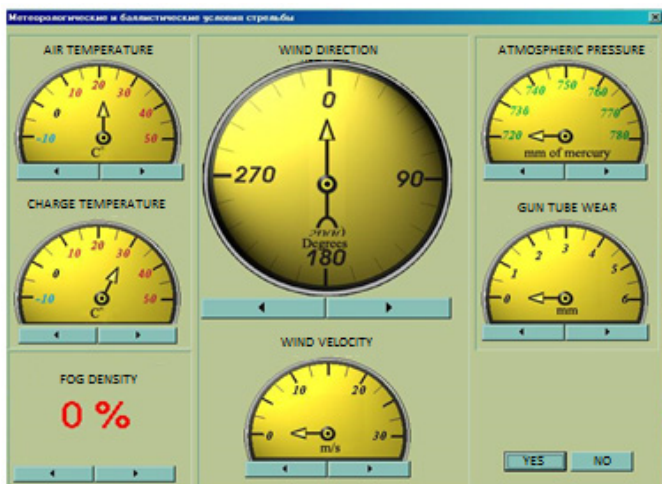 Метеорологические и баллистические условия стрельбы
AIR TEMPERATURE
-10 0 10 20 30 40 50
C°
CHARGE TEMPERATURE
-10 0 10 20 30 40 50
C°
FOG DENSITY
0 %
WIND DIRECTION
0
270 90
Degrees
180
WIND VELOCITY
0 10 20 30
m/s
ATMOSPHERIC PRESSURE
720 730 740 750 760 770 780
mm of mercury
GUN TUBE WEAR
0 1 2 3 4 5 6
mm
YES NO